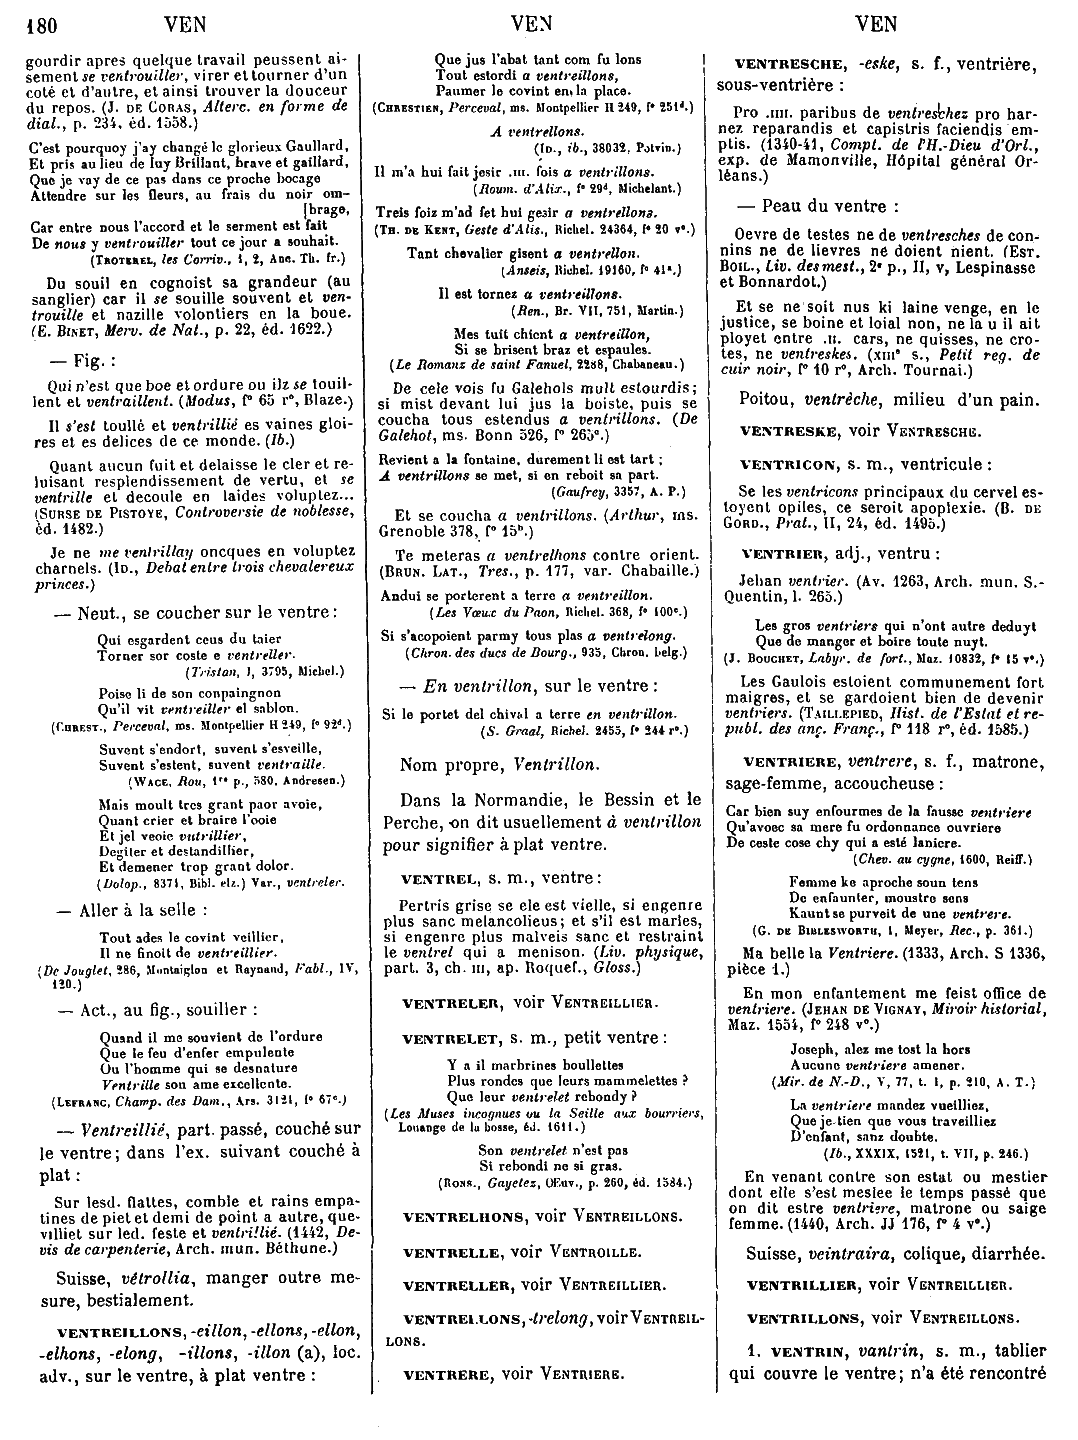 180 VEN VEN VEN
gourdir apres quelque travail peussent ai-
sement se ventrouiller, virer et tourner d'un
coté et d'autre, et ainsi trouver la douceur
du repos. (J. DE CORAS, Alterc. en forme de
dial., p. 234, éd. 1558.)
C'est pourquoy j'ay changé le glorieux Gaullard,
Et pris au lieu de luy Brillant, brave et gaillard,
Que je vay de ce pas dans ce proche bocage
Attendre sur les fleurs, au frais du noir om-
[brage,
Car entre nous l'accord et le serment est fait
De nous y ventrouiller tout ce jour a souhait.
(TROTEREL, les Corriv., 1, 2, Anc. Th. fr.)
Du souil en cognoist sa grandeur (au
sanglier) car il se souille souvent et ven-
trouille et nazille volontiers en la boue.
(E. BINET, Merv. de Nat., p. 22, éd. 1622.)
— Fig. :
Qui n'est que boe et ordure ou ilz se touil-
lent et ventraillent. (Modus, f° 65 r°, Blaze.)
Il s'est toullé et ventrillié es vaines gloi-
res et es delices de ce monde. (Ib.)
Quant aucun fuit et delaisse le cler et re-
luisant resplendissement de vertu, et se
ventrille et decoule en laides voluptez...
(SURSE DE PISTOYE, Controversie de noblesse,
éd. 1482.)
Je ne me ventrillay oncques en voluptez
charnels. (ID., Debat entre trois chevalereux
princes.)
— Neut., se coucher sur le ventre :
Qui esgardent ceus du taier
Torner sor coste e ventreller.
(Tristan, I, 3795, Michel.)
Poise li de son conpaingnon
Qu'il vit ventreiller el sablon.
(CHREST., Perceval, ms. Montpellier H 249, f° 92d.)
Suvent s'endort, suvent s'esveille,
Suvent s'estent, suvent ventraille.
(WACE, Rou, 1re p., 580, Andresen.)
Mais moult tres grant paor avoie,
Quant crier et braire l'ooie
Et jel veoie vutrillier,
Degiter et destandillier,
Et demener trop grant dolor.
(Dolop., 8371, Bibl. elz.) Var., ventreler.
— Aller à la selle :
Tout ades le covint veillier,
Il ne finoit de ventreillier.
(De Jouglet, 286, Montaiglon et Raynaud, Fabl., IV,
120.)
— Act., au fig., souiller :
Quand il me souvient de l'ordure
Que le feu d'enfer empulente
Ou l'homme qui se desnature
Ventrille son ame excellente.
(LEFRANC, Champ. des Dam., Ars. 3121, f° 67c.)
— Ventreillié, part. passé, couché sur
le ventre ; dans l'ex. suivant couché à
plat :
Sur lesd. flattes, comble et rains empa-
tines de piet et demi de point a autre, que-
villiet sur led. feste et ventrillié. (1442, De-
vis de carpenterie, Arch. mun. Béthune.)
Suisse, vétrollia, manger outre me-
sure, bestialement.
VENTREILLONS, -eillon, -ellons, -ellon,
-elhons, -elong, -illons, -illon (a), loc.
adv., sur le ventre, à plat ventre :
Que jus l'abat tant com fu lons
Tout estordi a ventreillons,
Paumer le covint en la place.
(CHRESTIEN, Perceval, ms. Montpellier H 249, f° 251d.)
A ventrellons.
(ID., ib., 38032, Potvin.)
Il m'a hui fait jesir .III. fois a ventrillons.
(Roum. d'Alix., f° 29d, Michelant.)
Treis foiz m'ad fet hui gesir a ventrellons.
(TH. DE KENT, Geste d'Alis., Richel. 24364, f° 20 v°.)
Tant chevalier gisent a ventrellon.
(Anseis, Richel. 19160, f° 41a.)
Il est tornez a ventreillons.
(Ren., Br. VII, 751, Martin.)
Mes tuit chient a ventreillon,
Si se brisent braz et espaules.
(Le Romans de saint Fanuel, 2288, Chabaneau.)
De cele vois fu Galehols mult estourdis ;
si mist devant lui jus la boiste, puis se
coucha tous estendus a ventrillons. (De
Galehot, ms. Bonn 526, f° 265c.)
Revient a la fontaine, durement li est tart ;
A ventrillons se met, si en reboit sa part.
(Gaufrey, 3357, A. P.)
Et se coucha a ventrillons. (Arthur, ms.
Grenoble 378, f° 15b.)
Te meteras a ventrelhons contre orient.
(BRUN. LAT., Tres., p. 177, var. Chabaille.)
Andui se porterent a terre a ventreillon.
(Les Vœux du Paon, Richel. 368, f° 100c.)
Si s'acopoient parmy tous plas a ventrelong.
(Chron. des ducs de Bourg., 935, Chron. belg.)
— En ventrillon, sur le ventre :
Si le portet del chival a terre en ventrillon.
(S. Graal, Richel. 2455, f° 244 r°.)
Nom propre, Ventrillon.
Dans la Normandie, le Bessin et le
Perche, on dit usuellement à ventrillon
pour signifier à plat ventre.
VENTREL, s. m., ventre :
Pertris grise se ele est vielle, si engenre
plus sanc melancolieus ; et s'il est marles,
si engenre plus malveis sanc et restraint
le ventrel qui a menison. (Liv. physique,
part. 3, ch. III, ap. Roquef., Gloss.)
VENTRELER, voir VENTREILLIER.
VENTRELET, s. m., petit ventre :
Y a il marbrines boullettes
Plus rondes que leurs mammelettes ?
Que leur ventrelet rebondy ?
(Les Muses incognues ou la Seille aux bourriers,
Louange de la bosse, éd. 1611.)
Son ventrelet n'est pas
Si rebondi ne si gras.
(RONS., Gayetez, Œuv., p. 260, éd. 1584.)
VENTRELHONS, voir VENTREILLONS.
VENTRELLE, voir VENTROILLE.
VENTRELLER, voir VENTREILLIER.
VENTRELLONS, -trelong, voir VENTREIL-
LONS.
VENTRERE, voir VENTRIERE.
VENTRESCHE, -eske, s. f., ventrière,
sous-ventrière :
Pro .IIII. paribus de ventreschez pro har-
nez reparandis et capistris faciendis em-
ptis. (1340-41, Compt. de l'H.-Dieu d'Orl.,
exp. de Mamonville, Hôpital général Or-
léans.)
— Peau du ventre :
Oevre de testes ne de ventresches de con-
nins ne de lievres ne doient nient. (EST.
BOIL., Liv. des mest., 2e p., II, V, Lespinasse
et Bonnardot.)
Et se ne soit nus ki laine venge, en le
justice, se boine et loial non, ne la u il ait
ployet entre .II. cars, ne quisses, ne cro-
tes, ne ventreskes. (XIIIe s., Petit reg. de
cuir noir, f° 10 r°, Arch. Tournai.)
Poitou, ventrèche, milieu d'un pain.
VENTRESKE, voir VENTRESCHE.
VENTRICON, s. m., ventricule :
Se les ventricons principaux du cervel es-
toyent opiles, ce seroit apoplexie. (B. DE
GORD., Prat., II, 24, éd. 1495.)
VENTRIER, adj., ventru :
Jehan ventrier. (Av. 1263, Arch. mun. S.-
Quentin, l. 265.)
Les gros ventriers qui n'ont autre deduyt
Que de manger et boire toute nuyt.
(J. BOUCHET, Labyr. de fort., Maz. 10832, f° 15 v°.)
Les Gaulois estoient communement fort
maigres, et se gardoient bien de devenir
ventriers. (TAILLEPIED, Hist. de l'Estat et re-
publ. des anç. Franç., f° 118 r°, éd. 1585.)
VENTRIERE, ventrere, s. f., matrone,
sage-femme, accoucheuse :
Car bien suy enfourmes de la fausse ventriere
Qu'avoec sa mere fu ordonnance ouvriere
De ceste cose chy qui a esté laniere.
(Chev. au cygne, 1600, Reiff.)
Femme ke aproche soun tens
De enfaunter, moustre sens
Kaunt se purveit de une ventrere.
(G. DE BIBLESWORTH, 1, Meyer, Rec., p. 361.)
Ma belle la Ventriere. (1333, Arch. S 1336,
pièce 1.)
En mon enfantement me feist office de
ventriere. (JEHAN DE VIGNAY, Miroir historial,
Maz. 1554, f° 248 v°.)
Joseph, alez me tost la hors
Aucune ventriere amener.
(Mir. de N.-D., V, 77, t. I, p. 210, A. T.)
La ventriere mandez vueilliez,
Que je tien que vous traveilliez
D'enfant, sanz doubte.
(Ib., XXXIX, 1521, t. VII, p. 246.)
En venant contre son estat ou mestier
dont elle s'est meslee le temps passé que
on dit estre ventriere, matrone ou saige
femme. (1440, Arch. JJ 176, f° 4 v°.)
Suisse, veintraira, colique, diarrhée.
VENTRILLIER, voir VENTREILLIER.
VENTRILLONS, voir VENTREILLONS.
1. VENTRIN, vantrin, s. m., tablier
qui couvre le ventre ; n'a été rencontré